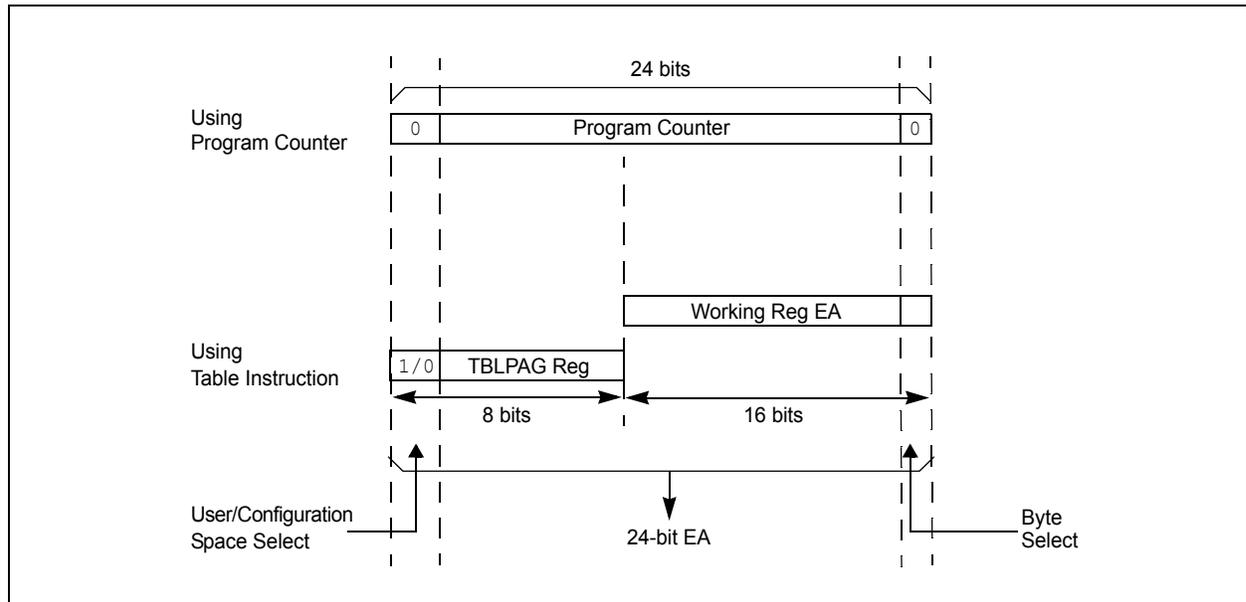 24 bits
Using
Program Counter
0
Program Counter
0
Working Reg EA
Using
Table Instruction
1/0
TBLPAG Reg
8 bits
16 bits
User/Configuration
Space Select
24-bit EA
Byte
Select